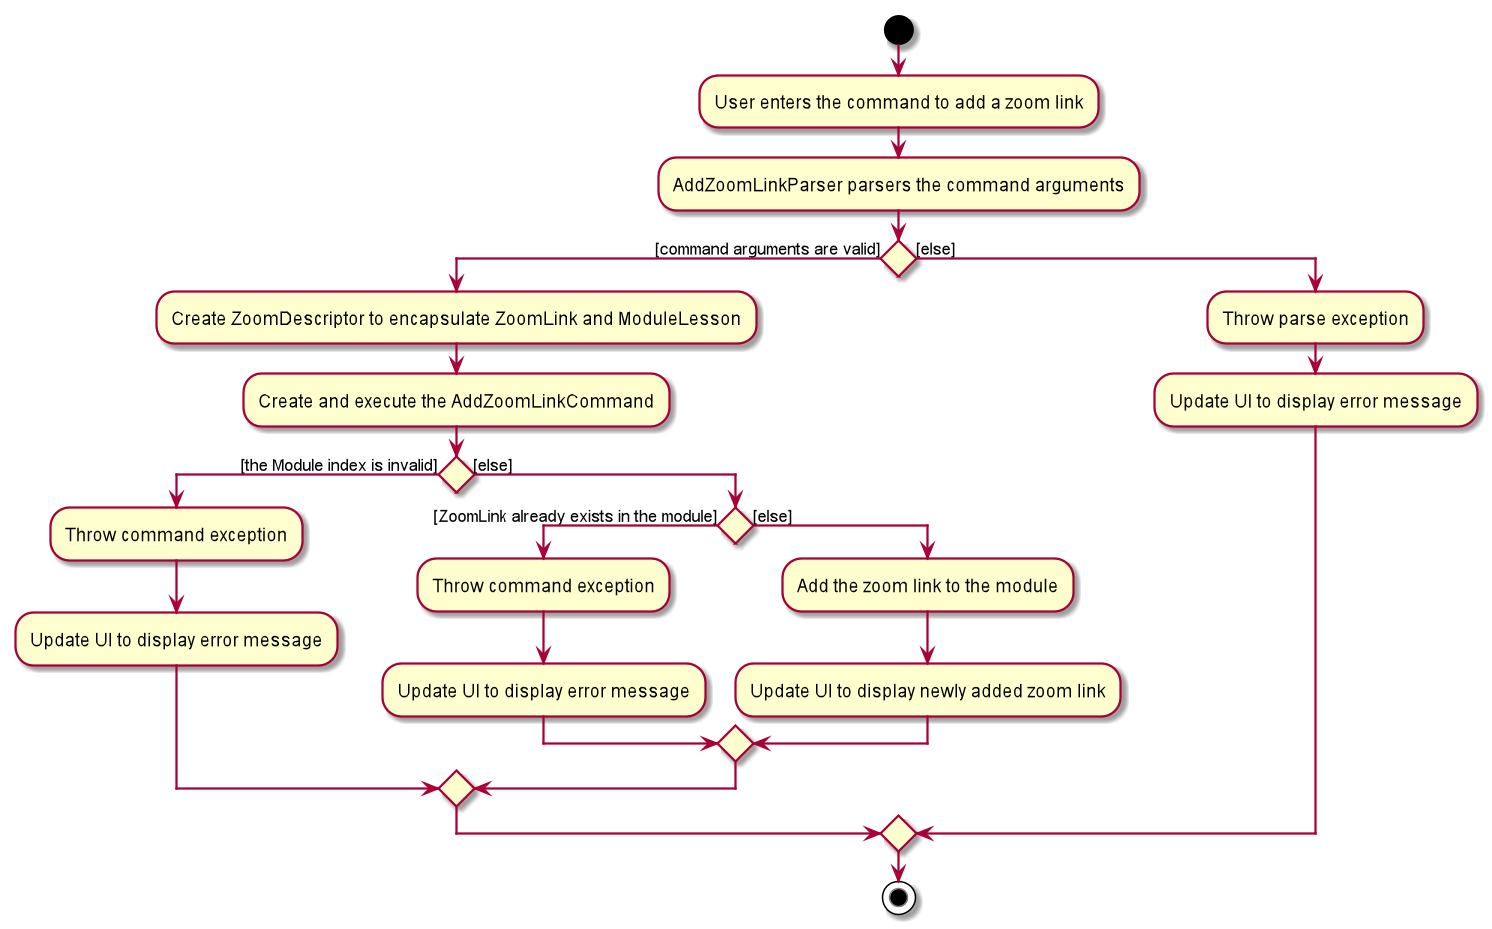 User enters the command to add a zoom link
AddZoomLinkParser parsers the command arguments
[command arguments are valid]
[else]
Create ZoomDescriptor to encapsulate ZoomLink and ModuleLesson
Throw parse exception
Create and execute the AddZoomLinkCommand
Update UI to display error message
[the Module index is invalid]
[else]
[ZoomLink already exists in the module]
[else]
Throw command exception
Throw command exception
Add the zoom link to the module
Update UI to display error message
Update UI to display error message
Update UI to display newly added zoom link